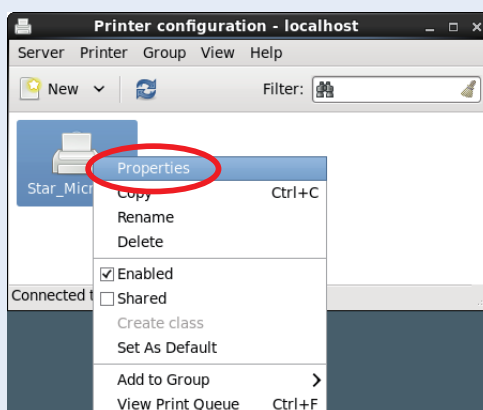 Printer configuration - localhost
Server Printer Group View Help
New Filter:
Properties
Star_Micr
Copy Ctrl+C
Rename
Delete
Enabled
Connected t
Shared
Create class
Set As Default
Add to Group
View Print Queue Ctrl+F